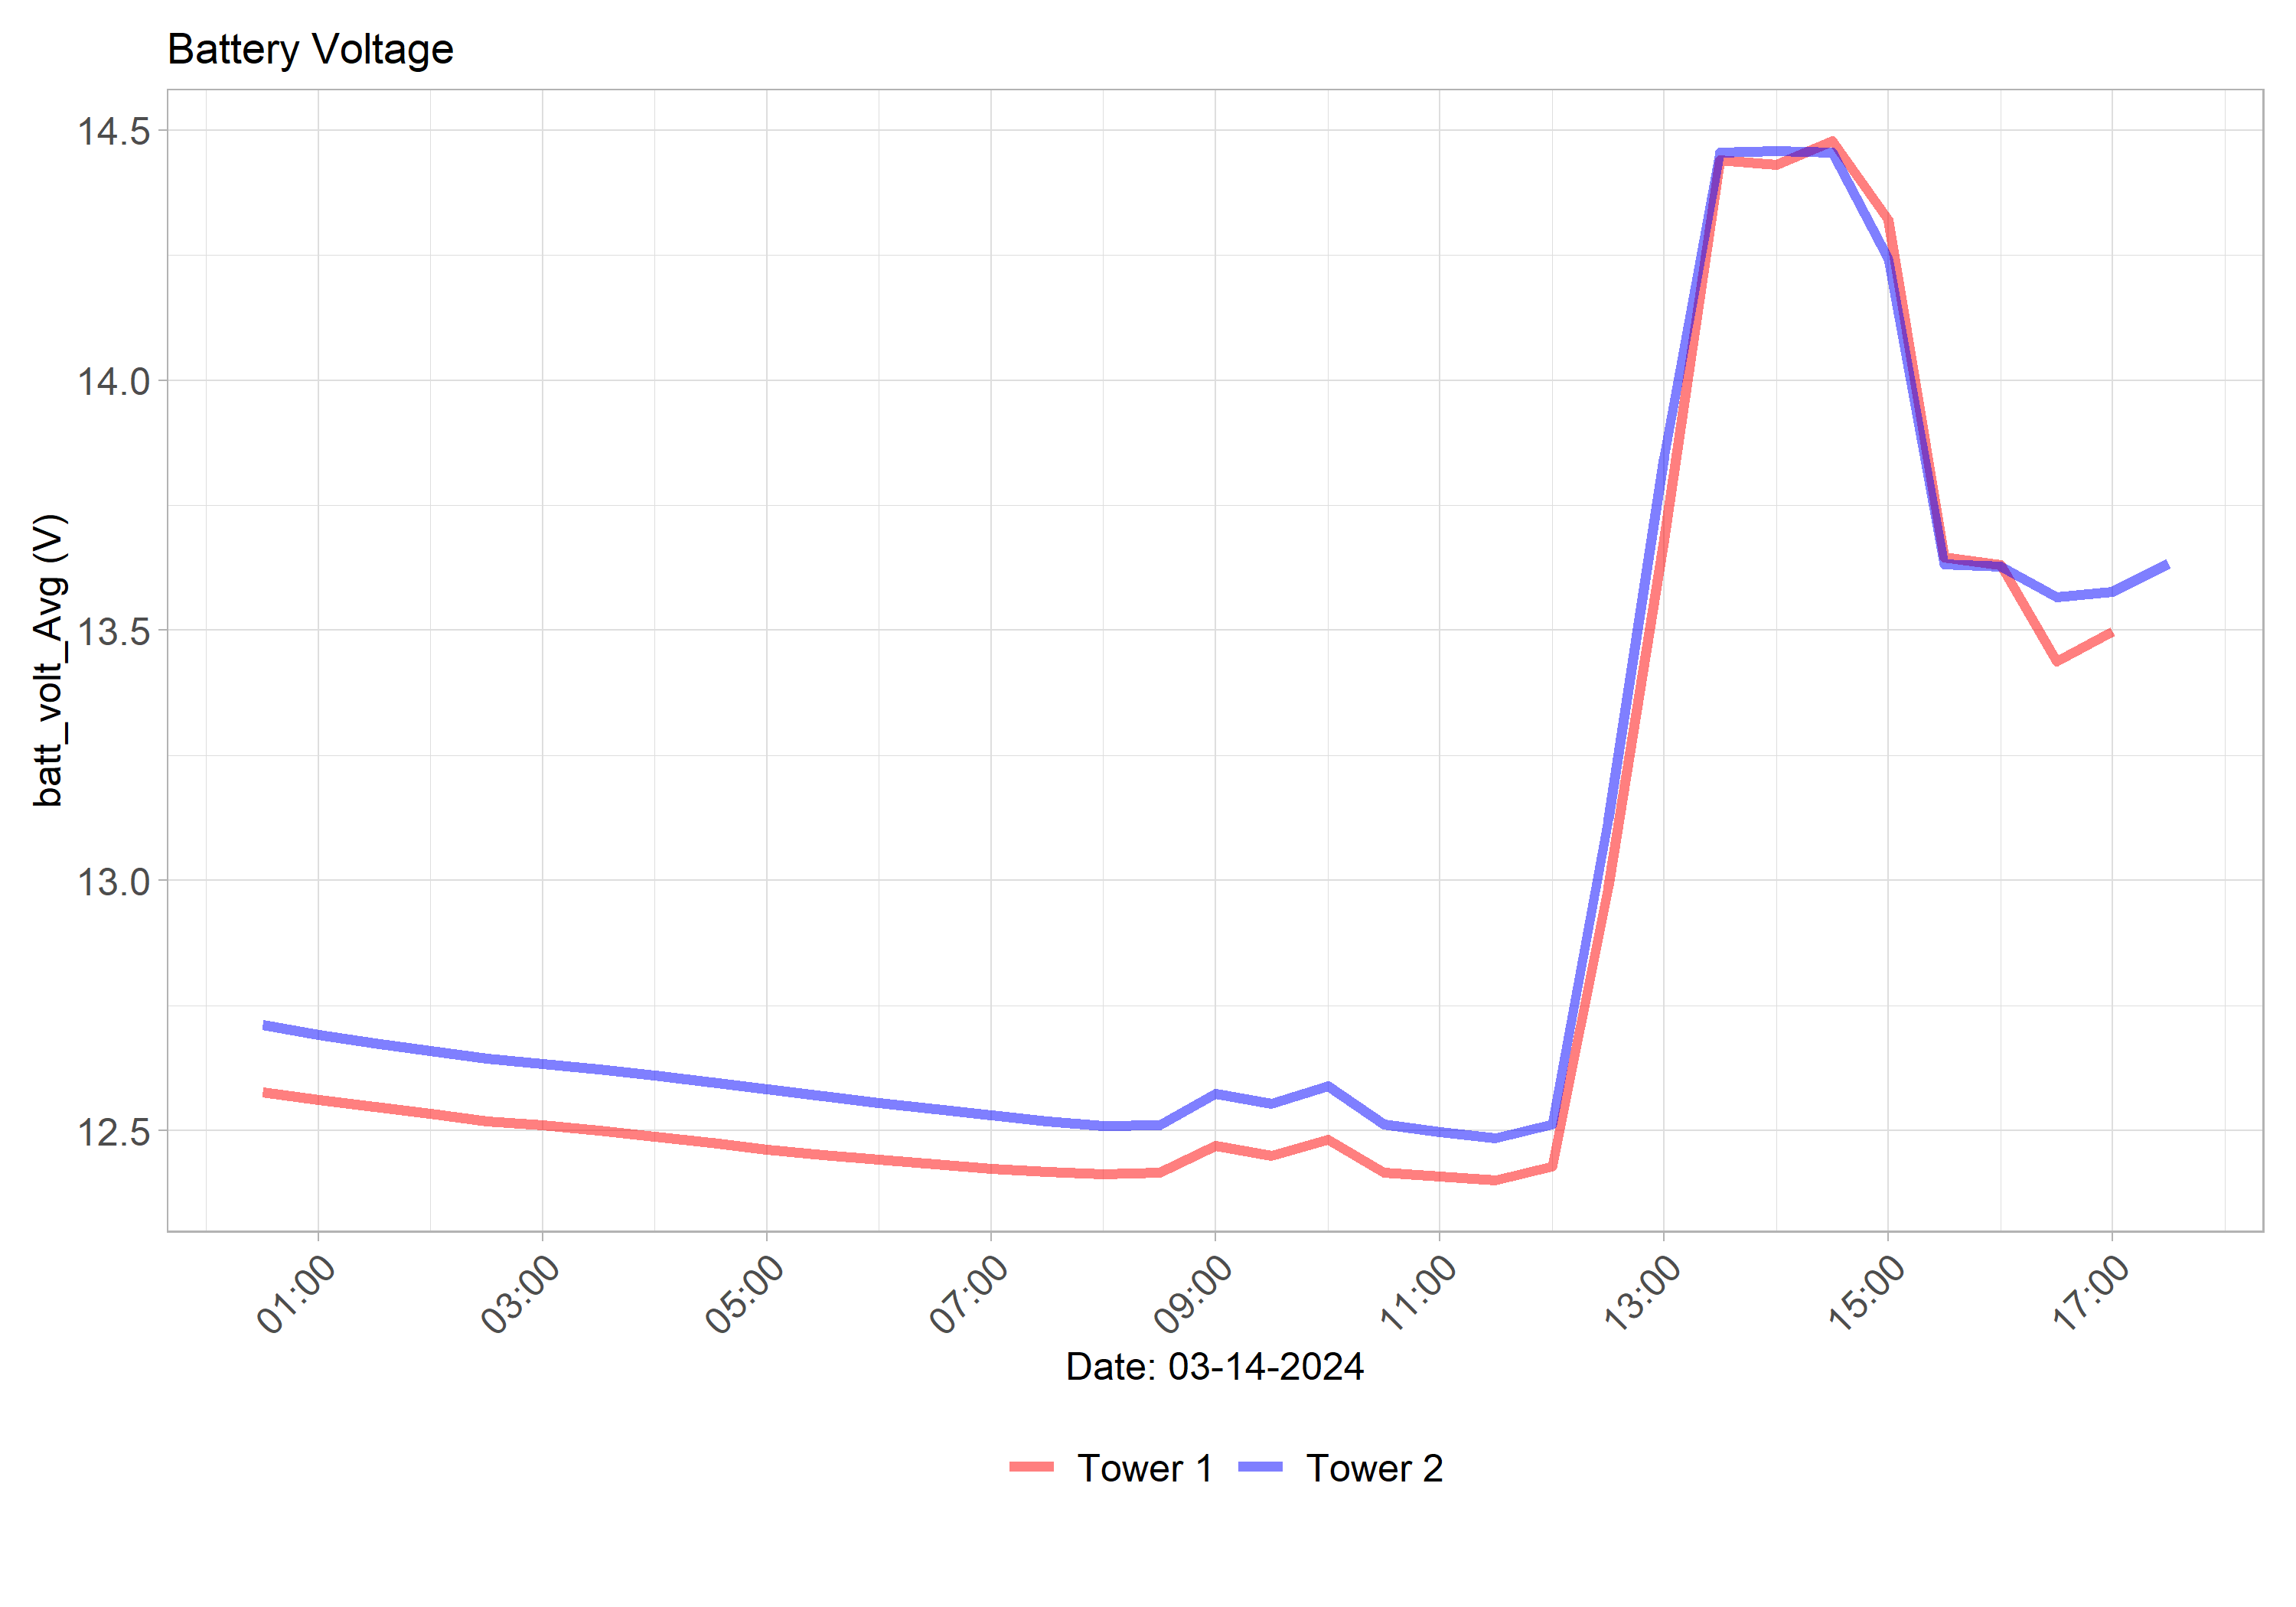 Battery Voltage
batt_volt_Avg (V)
14.5
14.0
13.5
13.0
12.5
01:00 03:00 05:00 07:00 09:00 11:00 13:00 15:00 17:00
Date: 03-14-2024
Tower 1 Tower 2